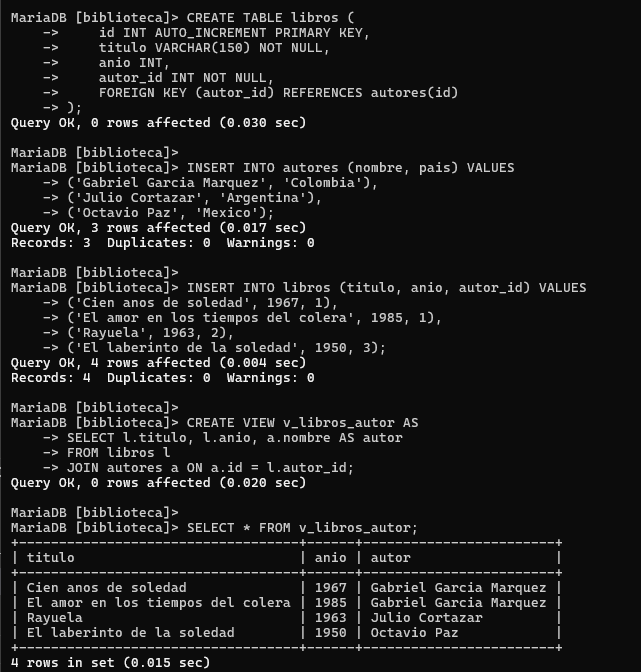 MariaDB [biblioteca]> CREATE TABLE libros (
    ->     id INT AUTO_INCREMENT PRIMARY KEY,
    ->     titulo VARCHAR(150) NOT NULL,
    ->     anio INT,
    ->     autor_id INT NOT NULL,
    ->     FOREIGN KEY (autor_id) REFERENCES autores(id)
    -> );
Query OK, 0 rows affected (0.030 sec)

MariaDB [biblioteca]>
MariaDB [biblioteca]> INSERT INTO autores (nombre, pais) VALUES
    -> ('Gabriel Garcia Marquez', 'Colombia'),
    -> ('Julio Cortazar', 'Argentina'),
    -> ('Octavio Paz', 'Mexico');
Query OK, 3 rows affected (0.017 sec)
Records: 3  Duplicates: 0  Warnings: 0

MariaDB [biblioteca]>
MariaDB [biblioteca]> INSERT INTO libros (titulo, anio, autor_id) VALUES
    -> ('Cien anos de soledad', 1967, 1),
    -> ('El amor en los tiempos del colera', 1985, 1),
    -> ('Rayuela', 1963, 2),
    -> ('El laberinto de la soledad', 1950, 3);
Query OK, 4 rows affected (0.004 sec)
Records: 4  Duplicates: 0  Warnings: 0

MariaDB [biblioteca]>
MariaDB [biblioteca]> CREATE VIEW v_libros_autor AS
    -> SELECT l.titulo, l.anio, a.nombre AS autor
    -> FROM libros l
    -> JOIN autores a ON a.id = l.autor_id;
Query OK, 0 rows affected (0.020 sec)

MariaDB [biblioteca]>
MariaDB [biblioteca]> SELECT * FROM v_libros_autor;
+-----------------------------------+------+------------------------+
| titulo                            | anio | autor                  |
+-----------------------------------+------+------------------------+
| Cien anos de soledad              | 1967 | Gabriel Garcia Marquez |
| El amor en los tiempos del colera | 1985 | Gabriel Garcia Marquez |
| Rayuela                           | 1963 | Julio Cortazar         |
| El laberinto de la soledad        | 1950 | Octavio Paz            |
+-----------------------------------+------+------------------------+
4 rows in set (0.015 sec)